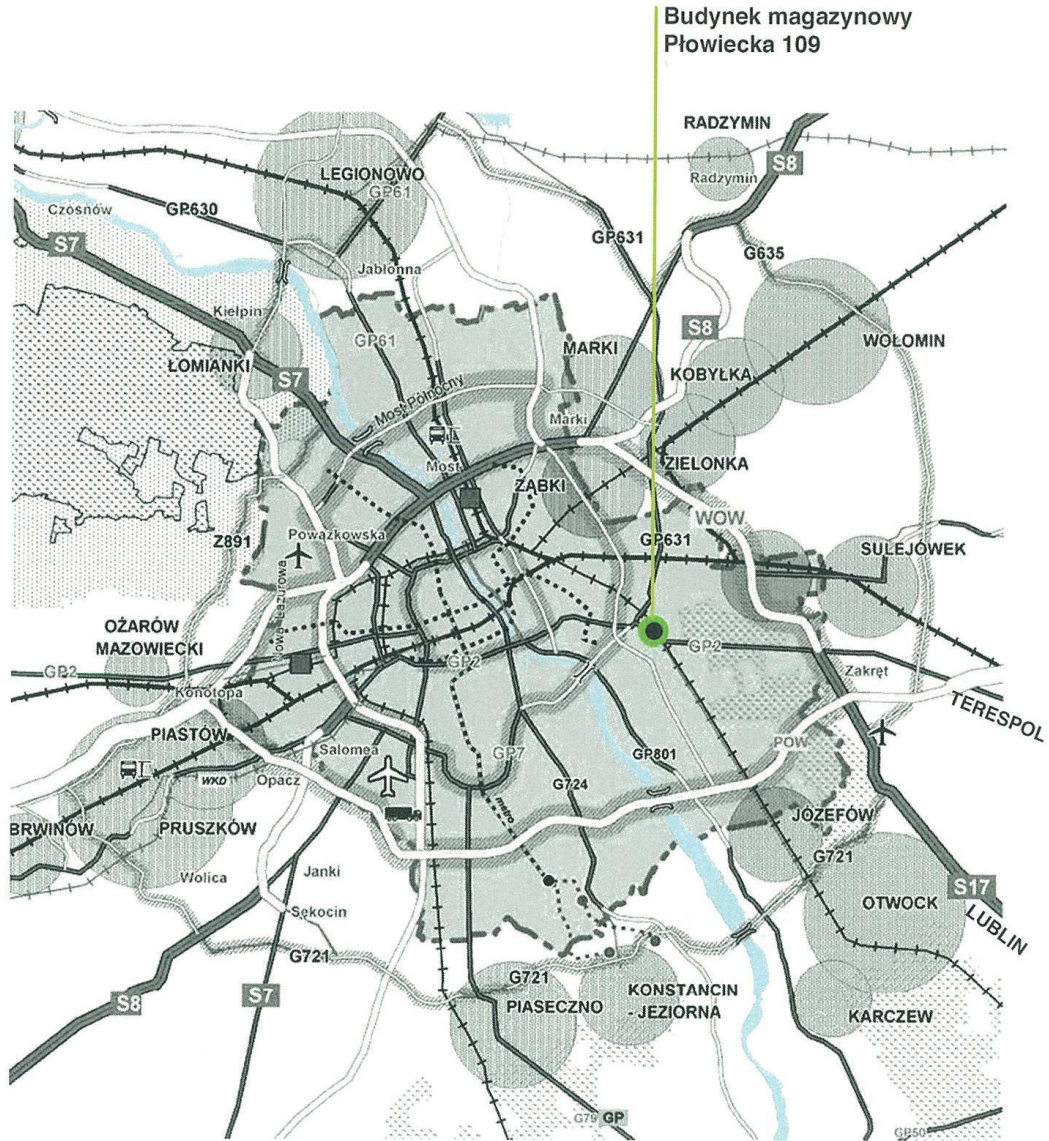 Budynek magazynowy
Płowiecka 109
RADZYMIN
S8
Radzymin
LEGIONOWO
GP61
Czosnów
GP630
S7
GP631
G635
Jabłonna
Kiełpin
GP61
S8
MARKI
WOŁOMIN
ŁOMIANKI
S7
KOBYŁKA
Most Północny
Marki
Most
ZIELONKA
ZĄBKI
WOW
Z891
Powązkowska
GP631
SULEJÓWEK
OŻARÓW
MAZOWIECKI
GP2
GP2
GP2
Zakręt
Konotopa
TERESPOL
PIASTÓW
Salomea
GP7
GP801
POW
WKD
Opacz
G724
metro
BRWINÓW
PRUSZKÓW
JÓZEFÓW
G721
Wolica
Janki
S17
OTWOCK
LUBLIN
Sękocin
G721
G721
S8
S7
PIASECZNO
KONSTANCIN
- JEZIORNA
KARCZEW
G79 GP
GP50